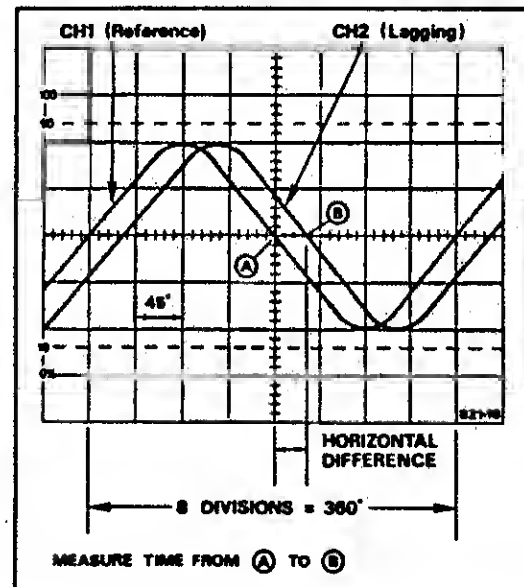 CH1 (Reference)
CH2 (Lagging)
100
90
B
A
45°
10
0%
HORIZONTAL
DIFFERENCE
8 DIVISIONS = 360°
MEASURE TIME FROM A TO B